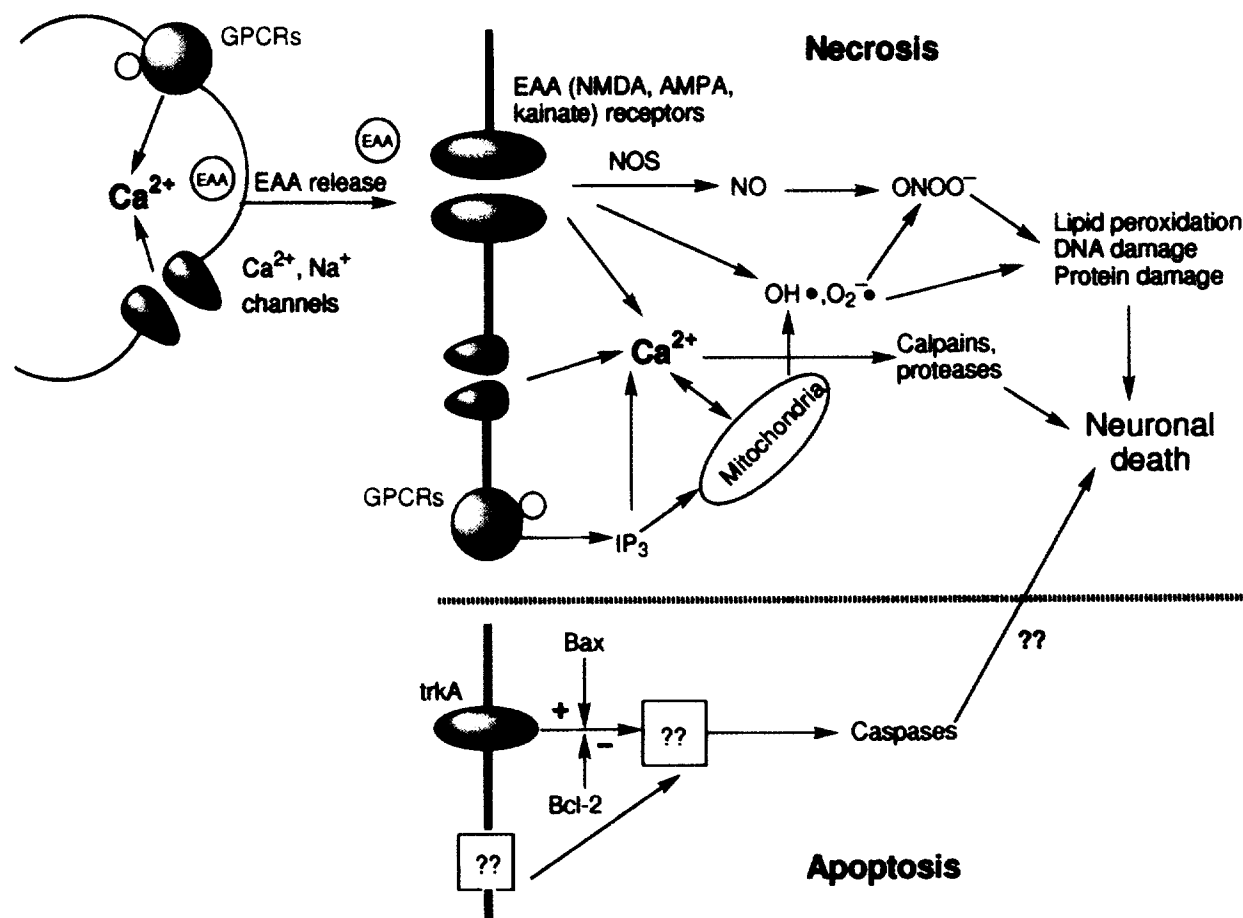 GPCRs
Necrosis
EAA (NMDA, AMPA,
kainate) receptors
EAA
NOS
NO
ONOO⁻
Ca²⁺
EAA
EAA release
Lipid peroxidation
DNA damage
Protein damage
Ca²⁺, Na⁺
channels
OH •,O₂⁻•
Ca²⁺
Calpains,
proteases
Mitochondria
Neuronal
death
GPCRs
IP₃
??
Bax
trkA
+
−
??
Caspases
Bcl-2
??
Apoptosis